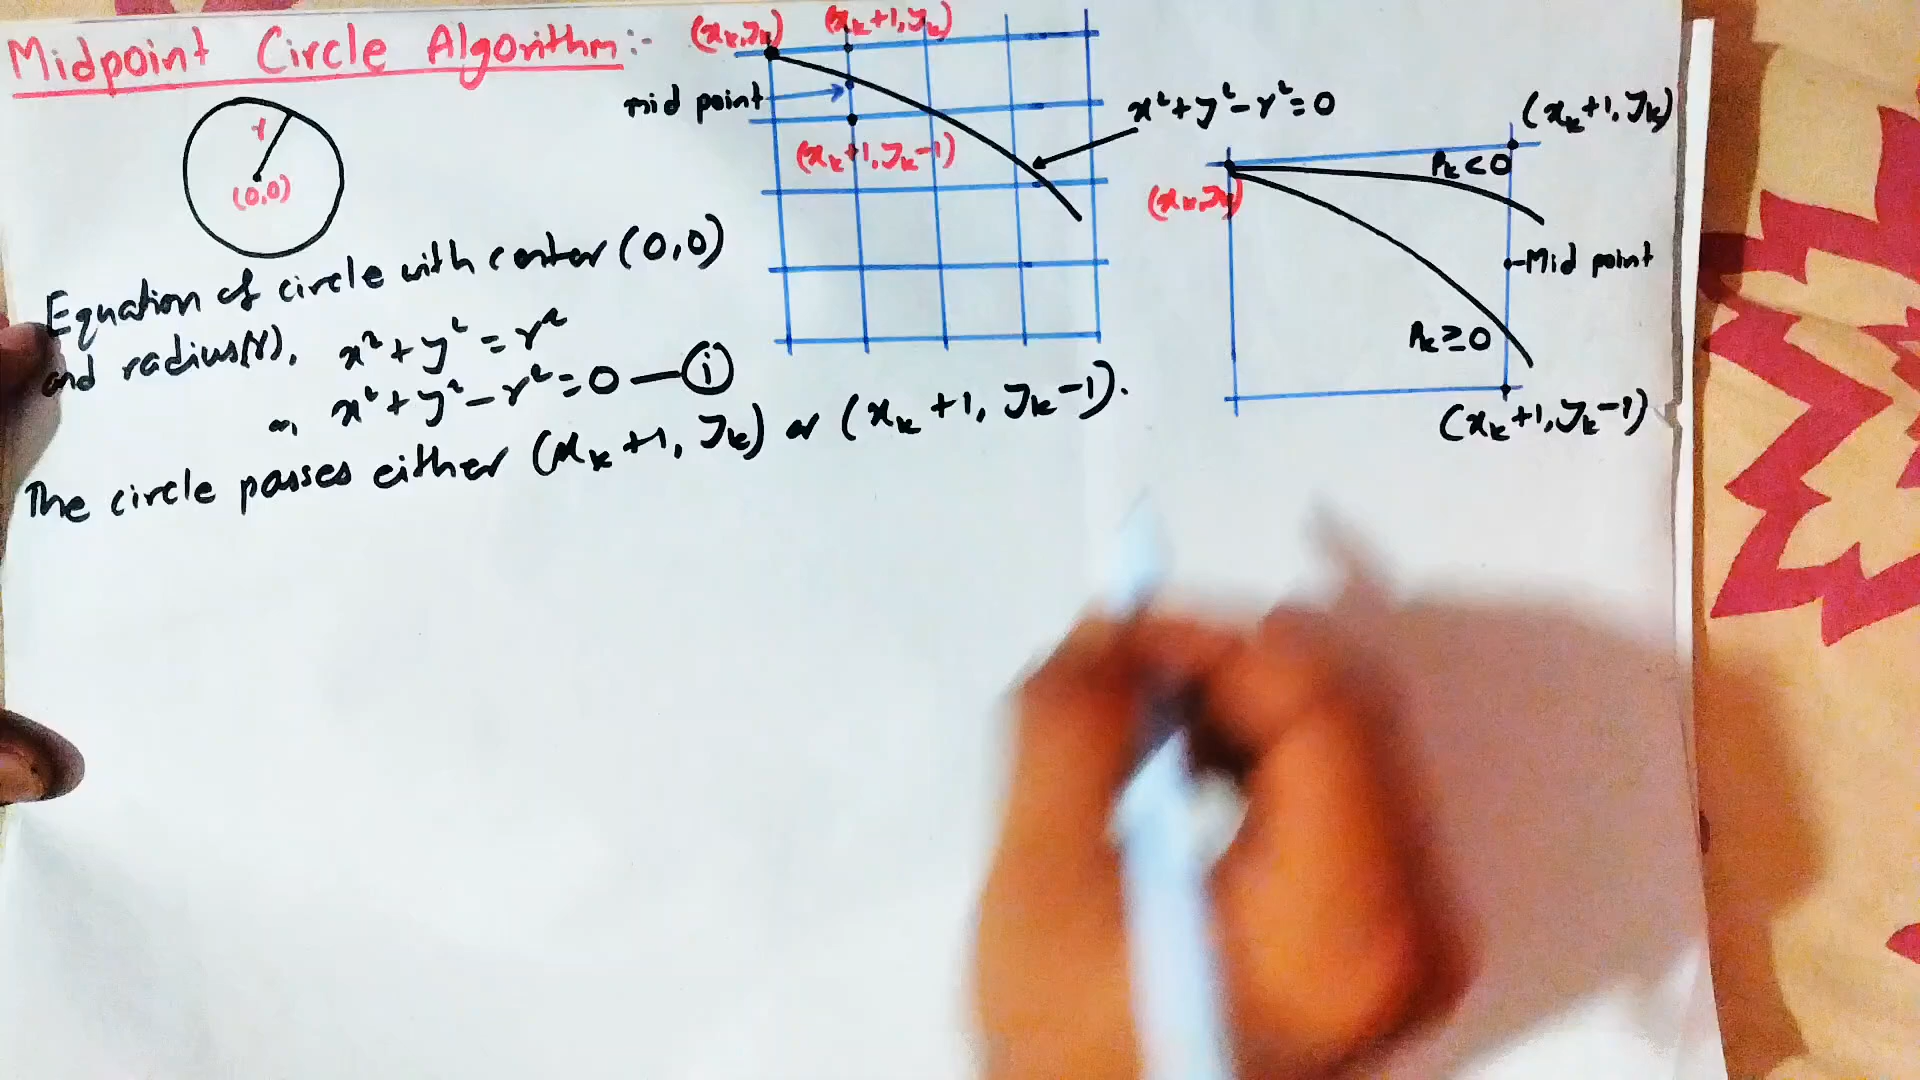 Midpoint Circle Algorithm:-
(xₖ, yₖ)
(xₖ+1, yₖ)
mid point
(xₖ+1, yₖ-1)
x²+y²-r²=0
r
(0,0)
(xₖ+1, yₖ)
Pₖ<0
(xₖ, yₖ)
Mid point
Pₖ≥0
(xₖ+1, yₖ-1)
Equation of circle with center (0,0)
and radius(r), x²+y²=r²
x²+y²-r²=0 — ⓘ
The circle passes either (xₖ+1, yₖ) or (xₖ+1, yₖ-1).